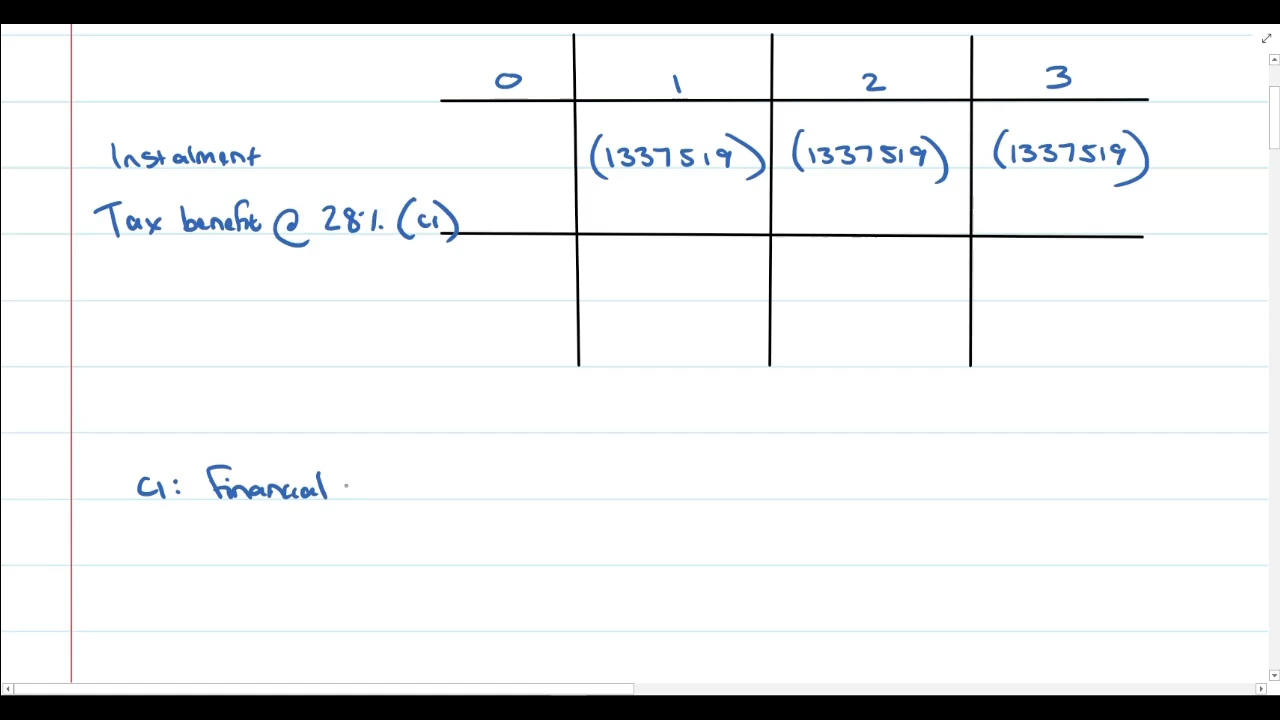 0 1 2 3
Instalment (1337519) (1337519) (1337519)
Tax benefit @ 28% (C1)
C1: Financial